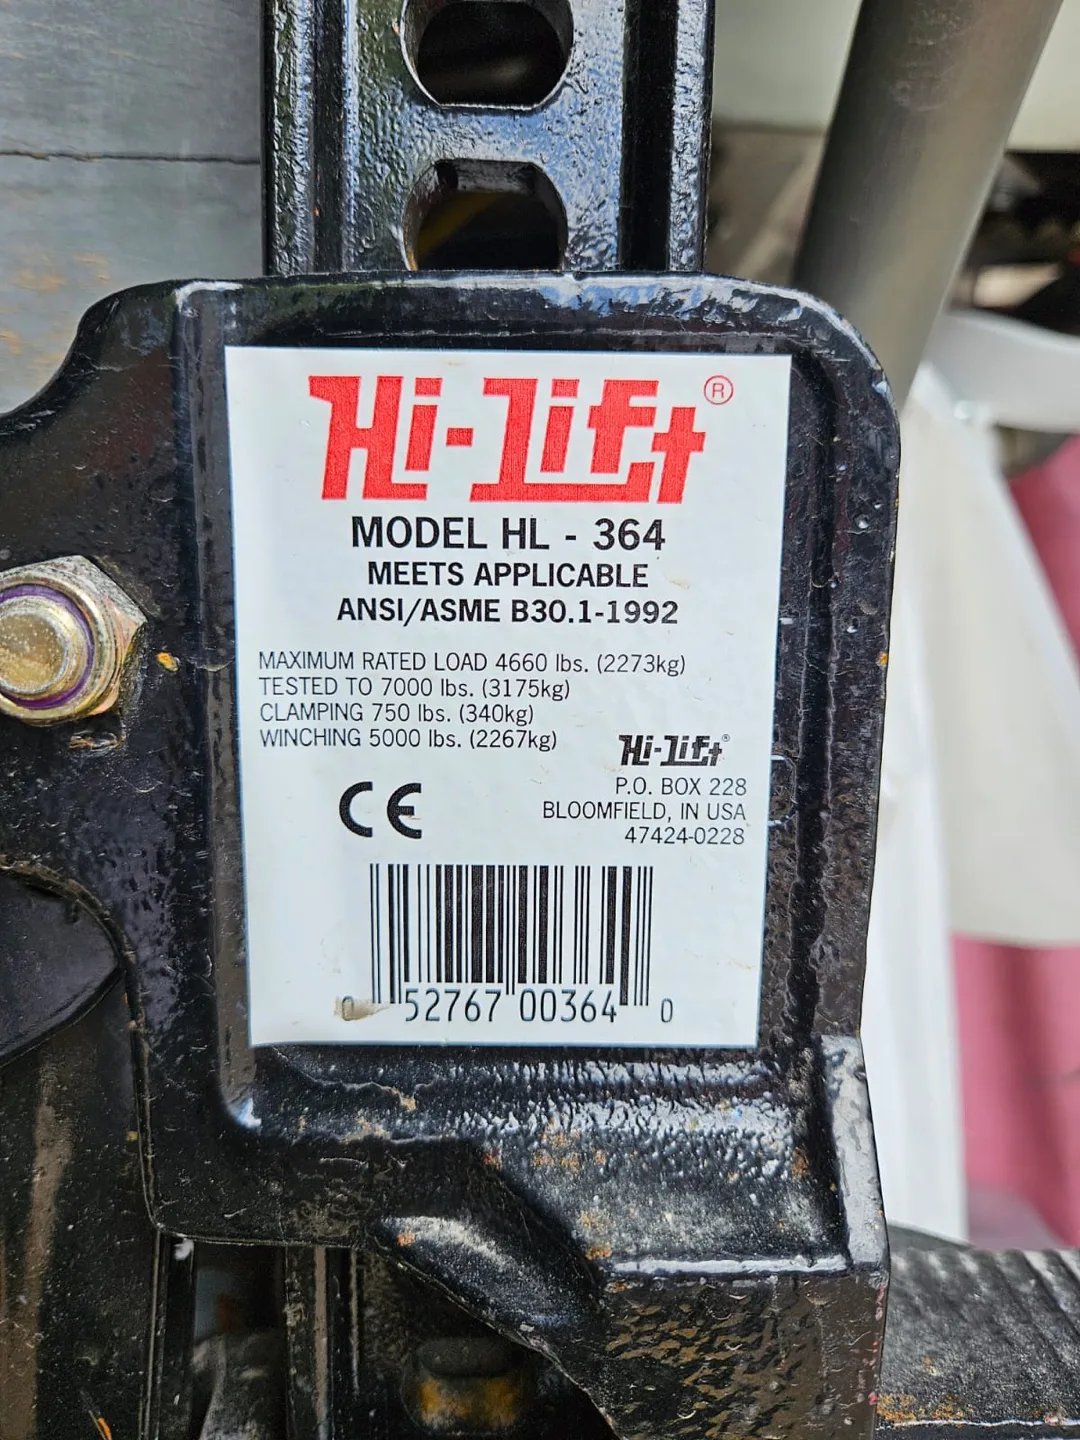 Hi-Lift®
MODEL HL - 364
MEETS APPLICABLE
ANSI/ASME B30.1-1992
MAXIMUM RATED LOAD 4660 lbs. (2273kg)
TESTED TO 7000 lbs. (3175kg)
CLAMPING 750 lbs. (340kg)
WINCHING 5000 lbs. (2267kg)
Hi-Lift®
P.O. BOX 228
BLOOMFIELD, IN USA
47424-0228
CE
0 52767 00364 0